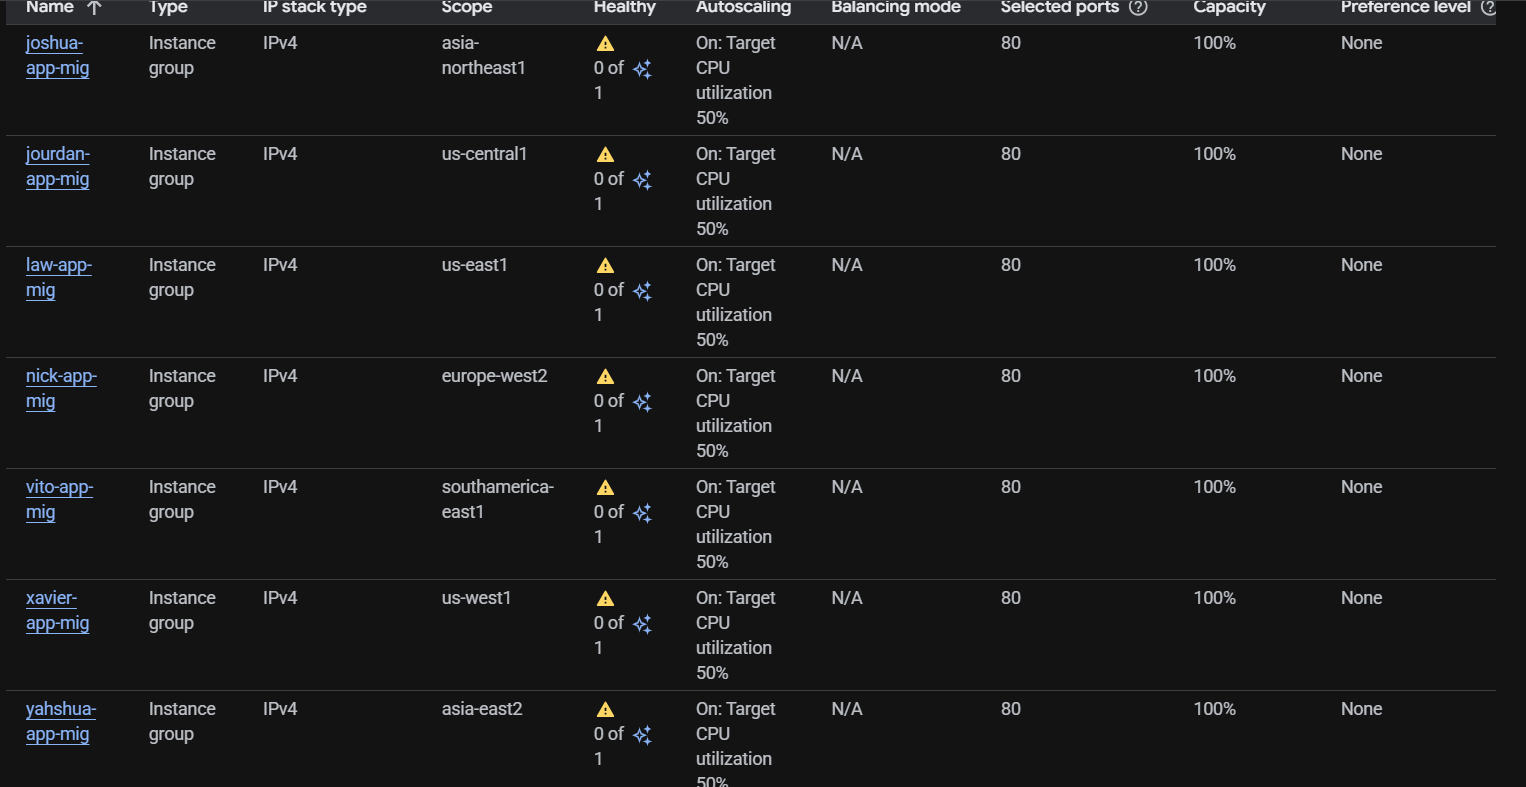 Name IP stack type Scope Healthy Autoscaling Balancing mode Selected ports Capacity Preference level
Type
joshua- Instance IPv4 asia- On: Target N/A 80 100% None
app-mig group northeast1 0 of CPU
1 utilization
50%
jourdan- Instance IPv4 us-central1 On: Target N/A 80 100% None
app-mig group 0 of CPU
1 utilization
50%
law-app- Instance IPv4 us-east1 On: Target N/A 80 100% None
mig group 0 of CPU
1 utilization
50%
nick-app- Instance IPv4 europe-west2 On: Target N/A 80 100% None
mig group 0 of CPU
1 utilization
50%
vito-app- Instance IPv4 southamerica- On: Target N/A 80 100% None
mig group east1 0 of CPU
1 utilization
50%
xavier- Instance IPv4 us-west1 On: Target N/A 80 100% None
app-mig group 0 of CPU
1 utilization
50%
yahshua- Instance IPv4 asia-east2 On: Target N/A 80 100% None
app-mig group 0 of CPU
1 utilization
50%